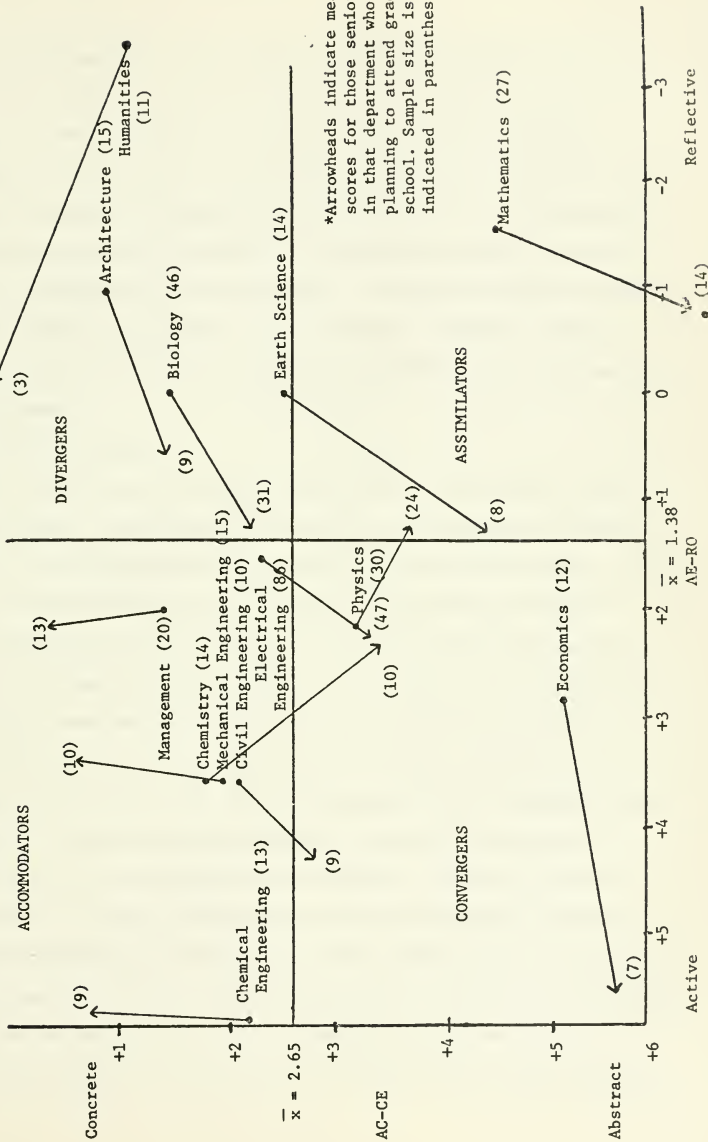 ACCOMMODATORS
DIVERGERS
(3)
Humanities
(11)
Architecture (15)
(9)
Biology (46)
(31)
(13)
Management (20)
(10)
Chemistry (14)
Mechanical Engineering (15)
Civil Engineering (10)
Electrical
Engineering (86)
Chemical
Engineering (13)
(9)
(9)
Earth Science (14)
(8)
*Arrowheads indicate me
scores for those senio
in that department who
planning to attend gra
school. Sample size is
indicated in parenthes
Physics
(30)
(24)
(47)
(10)
CONVERGERS
ASSIMILATORS
Economics (12)
(7)
Mathematics (27)
(14)
Concrete
+1
+2
x̄ = 2.65
+3
AC-CE
+4
+5
Abstract
+6
+5
+4
+3
+2
+1
0
+1
-2
-3
Active
x̄ = 1.38
AE-RO
Reflective